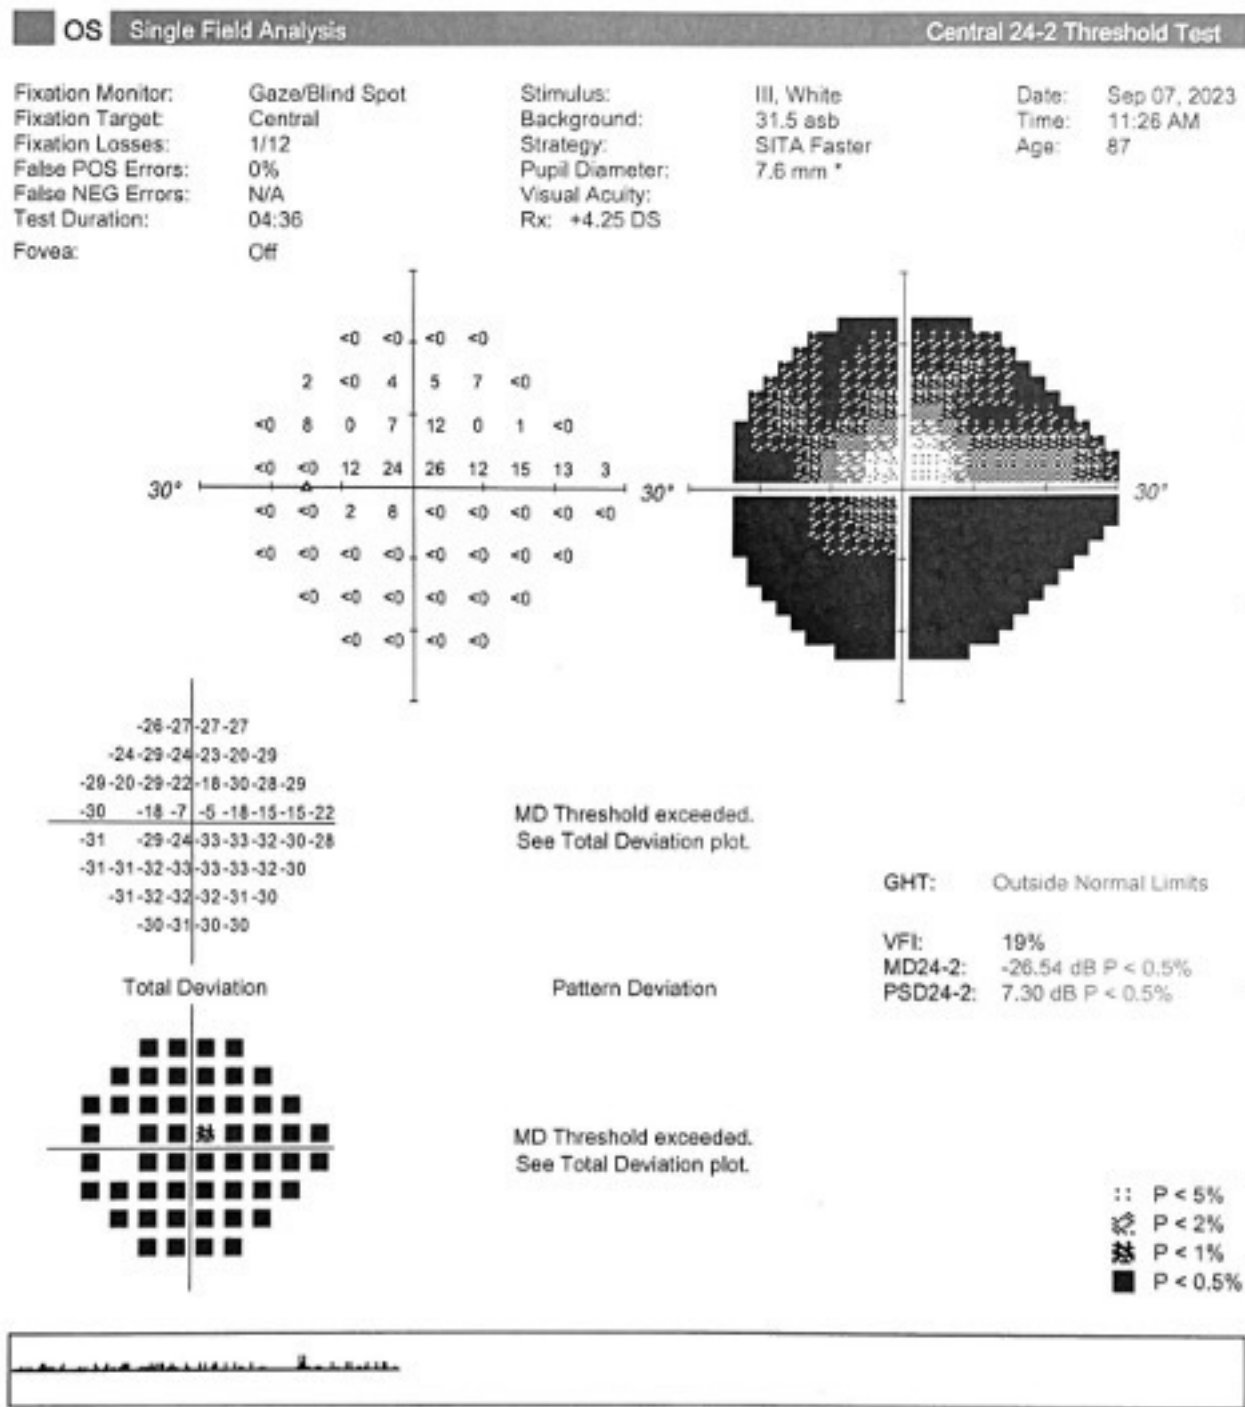 OS Single Field Analysis Central 24-2 Threshold Test
Fixation Monitor: Gaze/Blind Spot Stimulus: III, White Date: Sep 07, 2023
Fixation Target: Central Background: 31.5 asb Time: 11:26 AM
Fixation Losses: 1/12 Strategy: SITA Faster Age: 87
False POS Errors: 0% Pupil Diameter: 7.6 mm *
False NEG Errors: N/A Visual Acuity:
Test Duration: 04:36 Rx: +4.25 DS
Fovea: Off
<0 <0 <0 <0
2 <0 4 5 7 <0
<0 8 0 7 12 0 1 <0
<0 <0 12 24 26 12 15 13 3
30° 30° 30°
<0 <0 2 8 <0 <0 <0 <0 <0
<0 <0 <0 <0 <0 <0 <0 <0
<0 <0 <0 <0 <0 <0
<0 <0 <0 <0
-26 -27 -27 -27
-24 -29 -24 -23 -20 -29
-29 -20 -29 -22 -18 -30 -28 -29
-30 -18 -7 -5 -18 -15 -15 -22
-31 -29 -24 -33 -33 -32 -30 -28
-31 -31 -32 -33 -33 -33 -32 -30
-31 -32 -32 -32 -31 -30
-30 -31 -30 -30
MD Threshold exceeded.
See Total Deviation plot.
GHT: Outside Normal Limits
VFI: 19%
MD24-2: -26.54 dB P < 0.5%
PSD24-2: 7.30 dB P < 0.5%
Total Deviation Pattern Deviation
MD Threshold exceeded.
See Total Deviation plot.
P < 5%
P < 2%
P < 1%
P < 0.5%